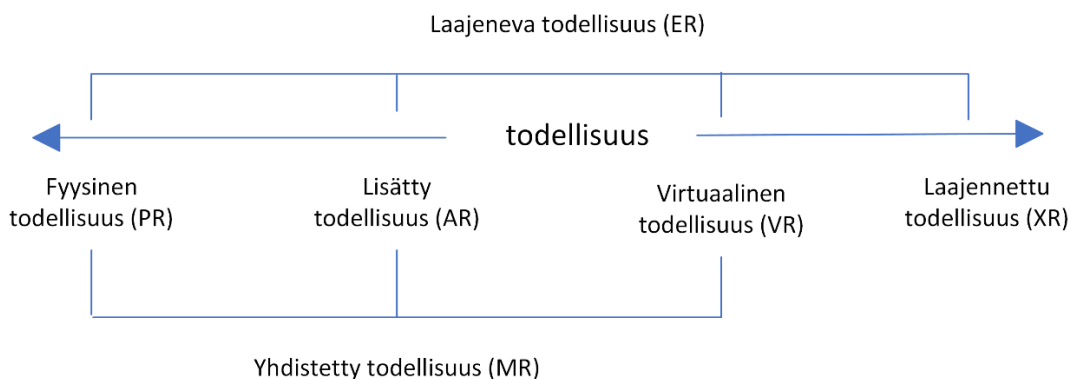 Laajeneva todellisuus (ER)
todellisuus
Fyysinen
todellisuus (PR)
Lisätty
todellisuus (AR)
Virtuaalinen
todellisuus (VR)
Laajennettu
todellisuus (XR)
Yhdistetty todellisuus (MR)